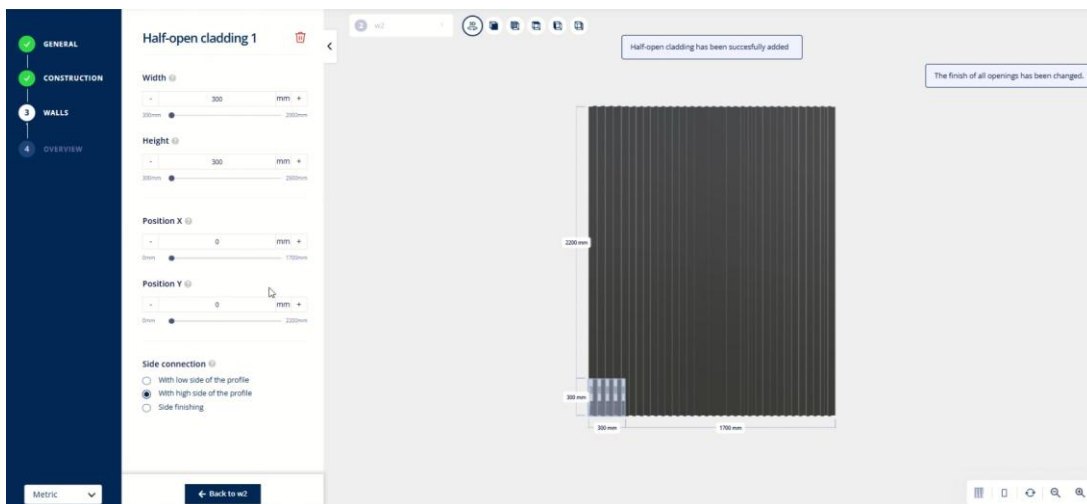 GENERAL
CONSTRUCTION
3 WALLS
4 OVERVIEW
Metric
Half-open cladding 1
Width
- 300 mm +
2000mm
Height
- 300 mm +
300mm
Position X
- 0 mm +
0mm 1700mm
Position Y
- 0 mm +
0mm 2200mm
Side connection
With low side of the profile
With high side of the profile
Side finishing
← Back to w2
2 w2
3D
Half-open cladding has been succesfully added
The finish of all openings has been changed.
2200 mm
300 mm
300 mm 1700 mm